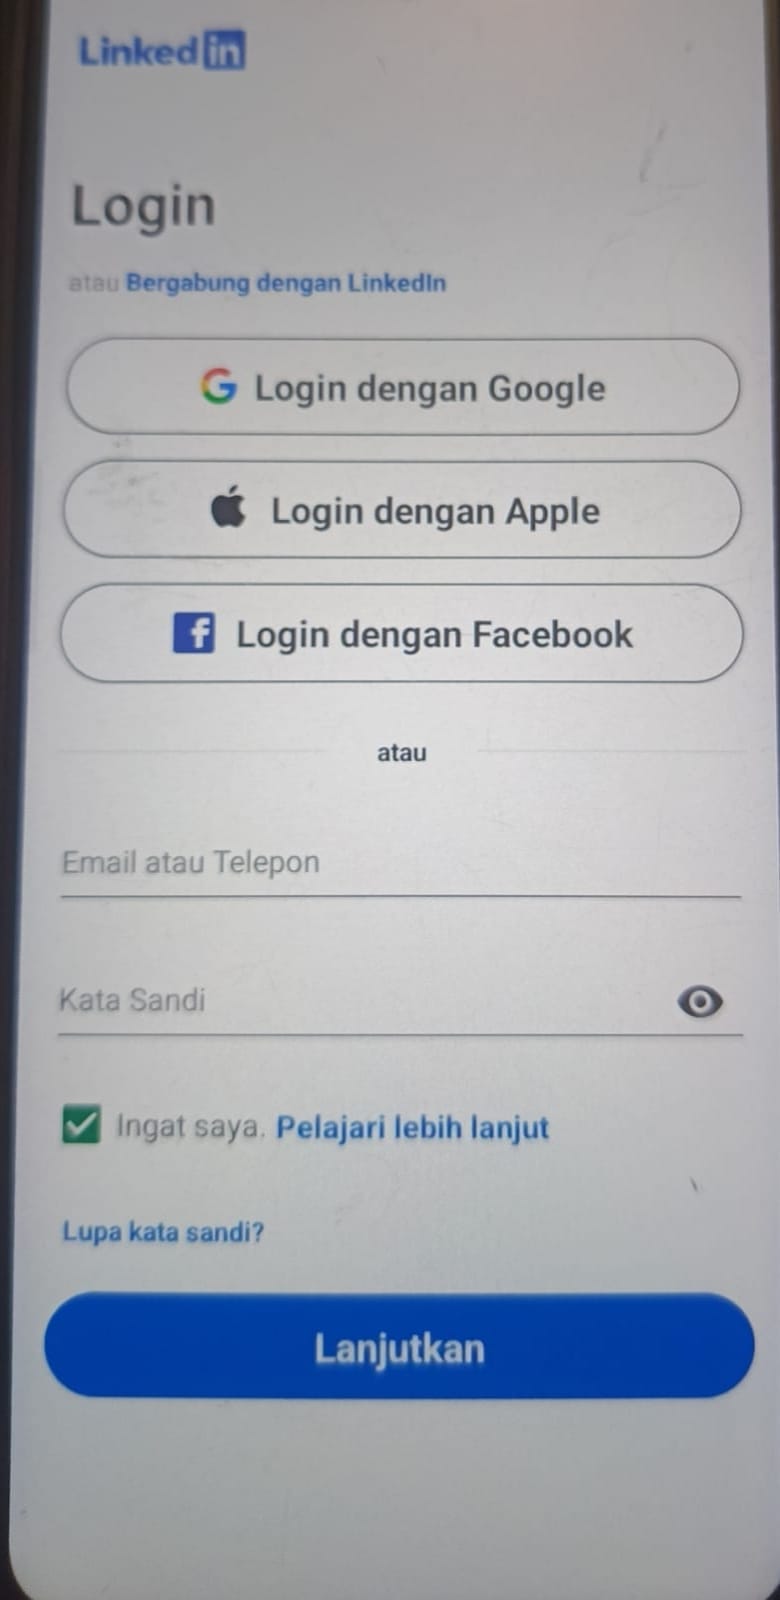 LinkedIn
Login
atau Bergabung dengan LinkedIn
Login dengan Google
Login dengan Apple
Login dengan Facebook
atau
Email atau Telepon
Kata Sandi
Ingat saya. Pelajari lebih lanjut
Lupa kata sandi?
Lanjutkan